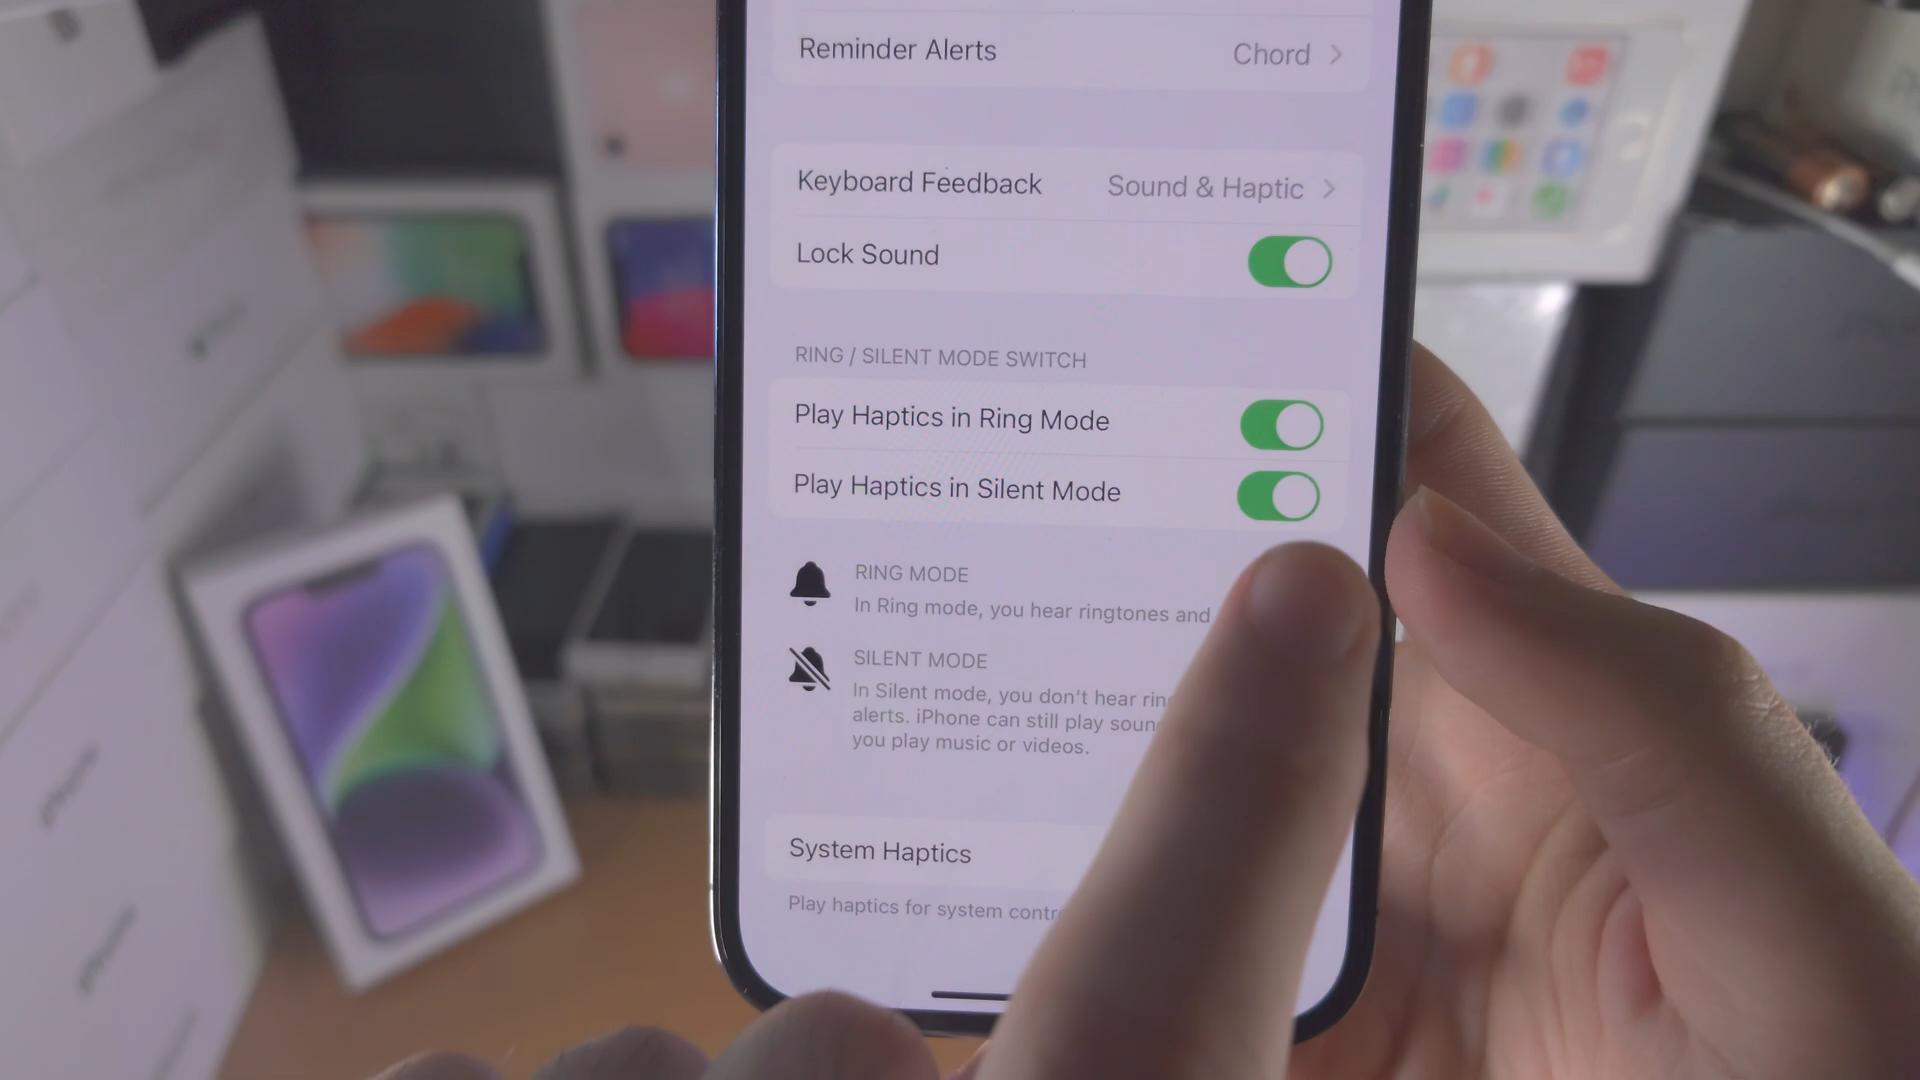 Reminder Alerts Chord
Keyboard Feedback Sound & Haptic
Lock Sound
RING / SILENT MODE SWITCH
Play Haptics in Ring Mode
Play Haptics in Silent Mode
RING MODE
In Ring mode, you hear ringtones and
SILENT MODE
In Silent mode, you don't hear
alerts. iPhone can still play
you play music or videos.
System Haptics
Play haptics for system
iPhone
iPhone